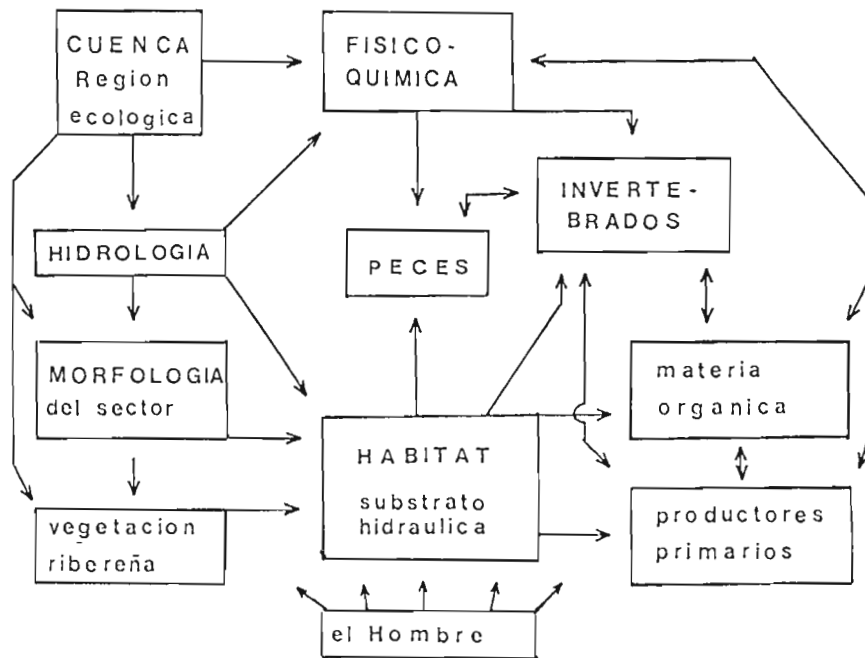 CUENCA
Region
ecologica
FISICO-
QUIMICA
INVERTE-
BRADOS
HIDROLOGIA
PECES
MORFOLOGIA
del sector
materia
organica
HABITAT
substrato
hidraulica
vegetacion
ribereña
productores
primarios
el Hombre